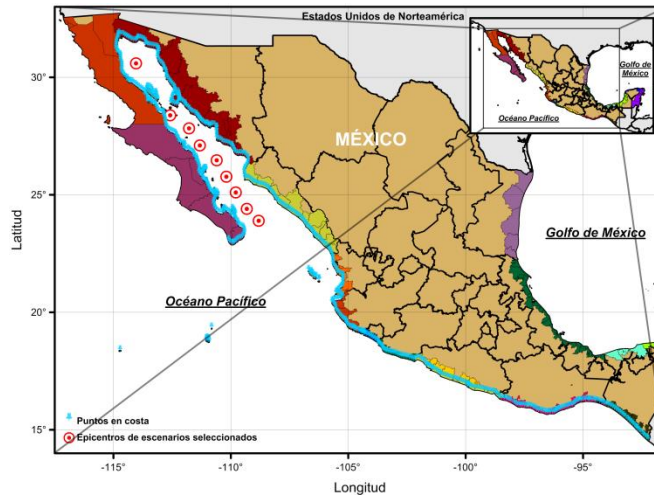 Estados Unidos de Norteamérica
Golfo de
México
Océano Pacífico
MÉXICO
Golfo de México
Océano Pacífico
Puntos en costa
Epicentros de escenarios seleccionados
30°
25°
20°
15°
-115°
-110°
-105°
-100°
-95°
Latitud
Longitud